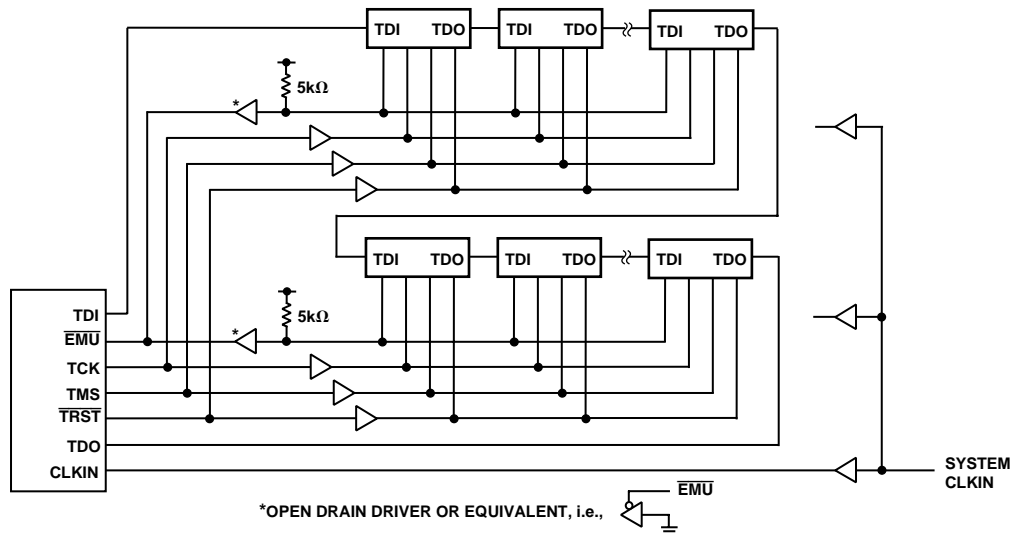 TDI TDO TDI TDO TDI TDO
5kΩ
*
TDI TDO TDI TDO TDI TDO
5kΩ
*
TDI
EMU
TCK
TMS
TRST
TDO
CLKIN
SYSTEM
CLKIN
EMU
*OPEN DRAIN DRIVER OR EQUIVALENT, i.e.,